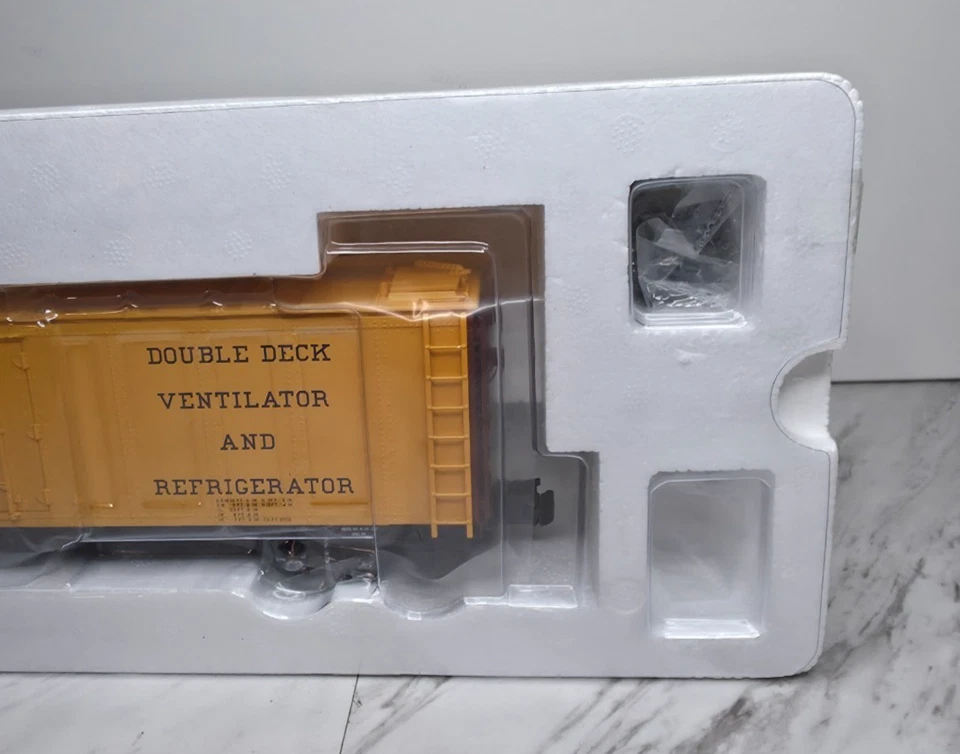 DOUBLE DECK
VENTILATOR
AND
REFRIGERATOR